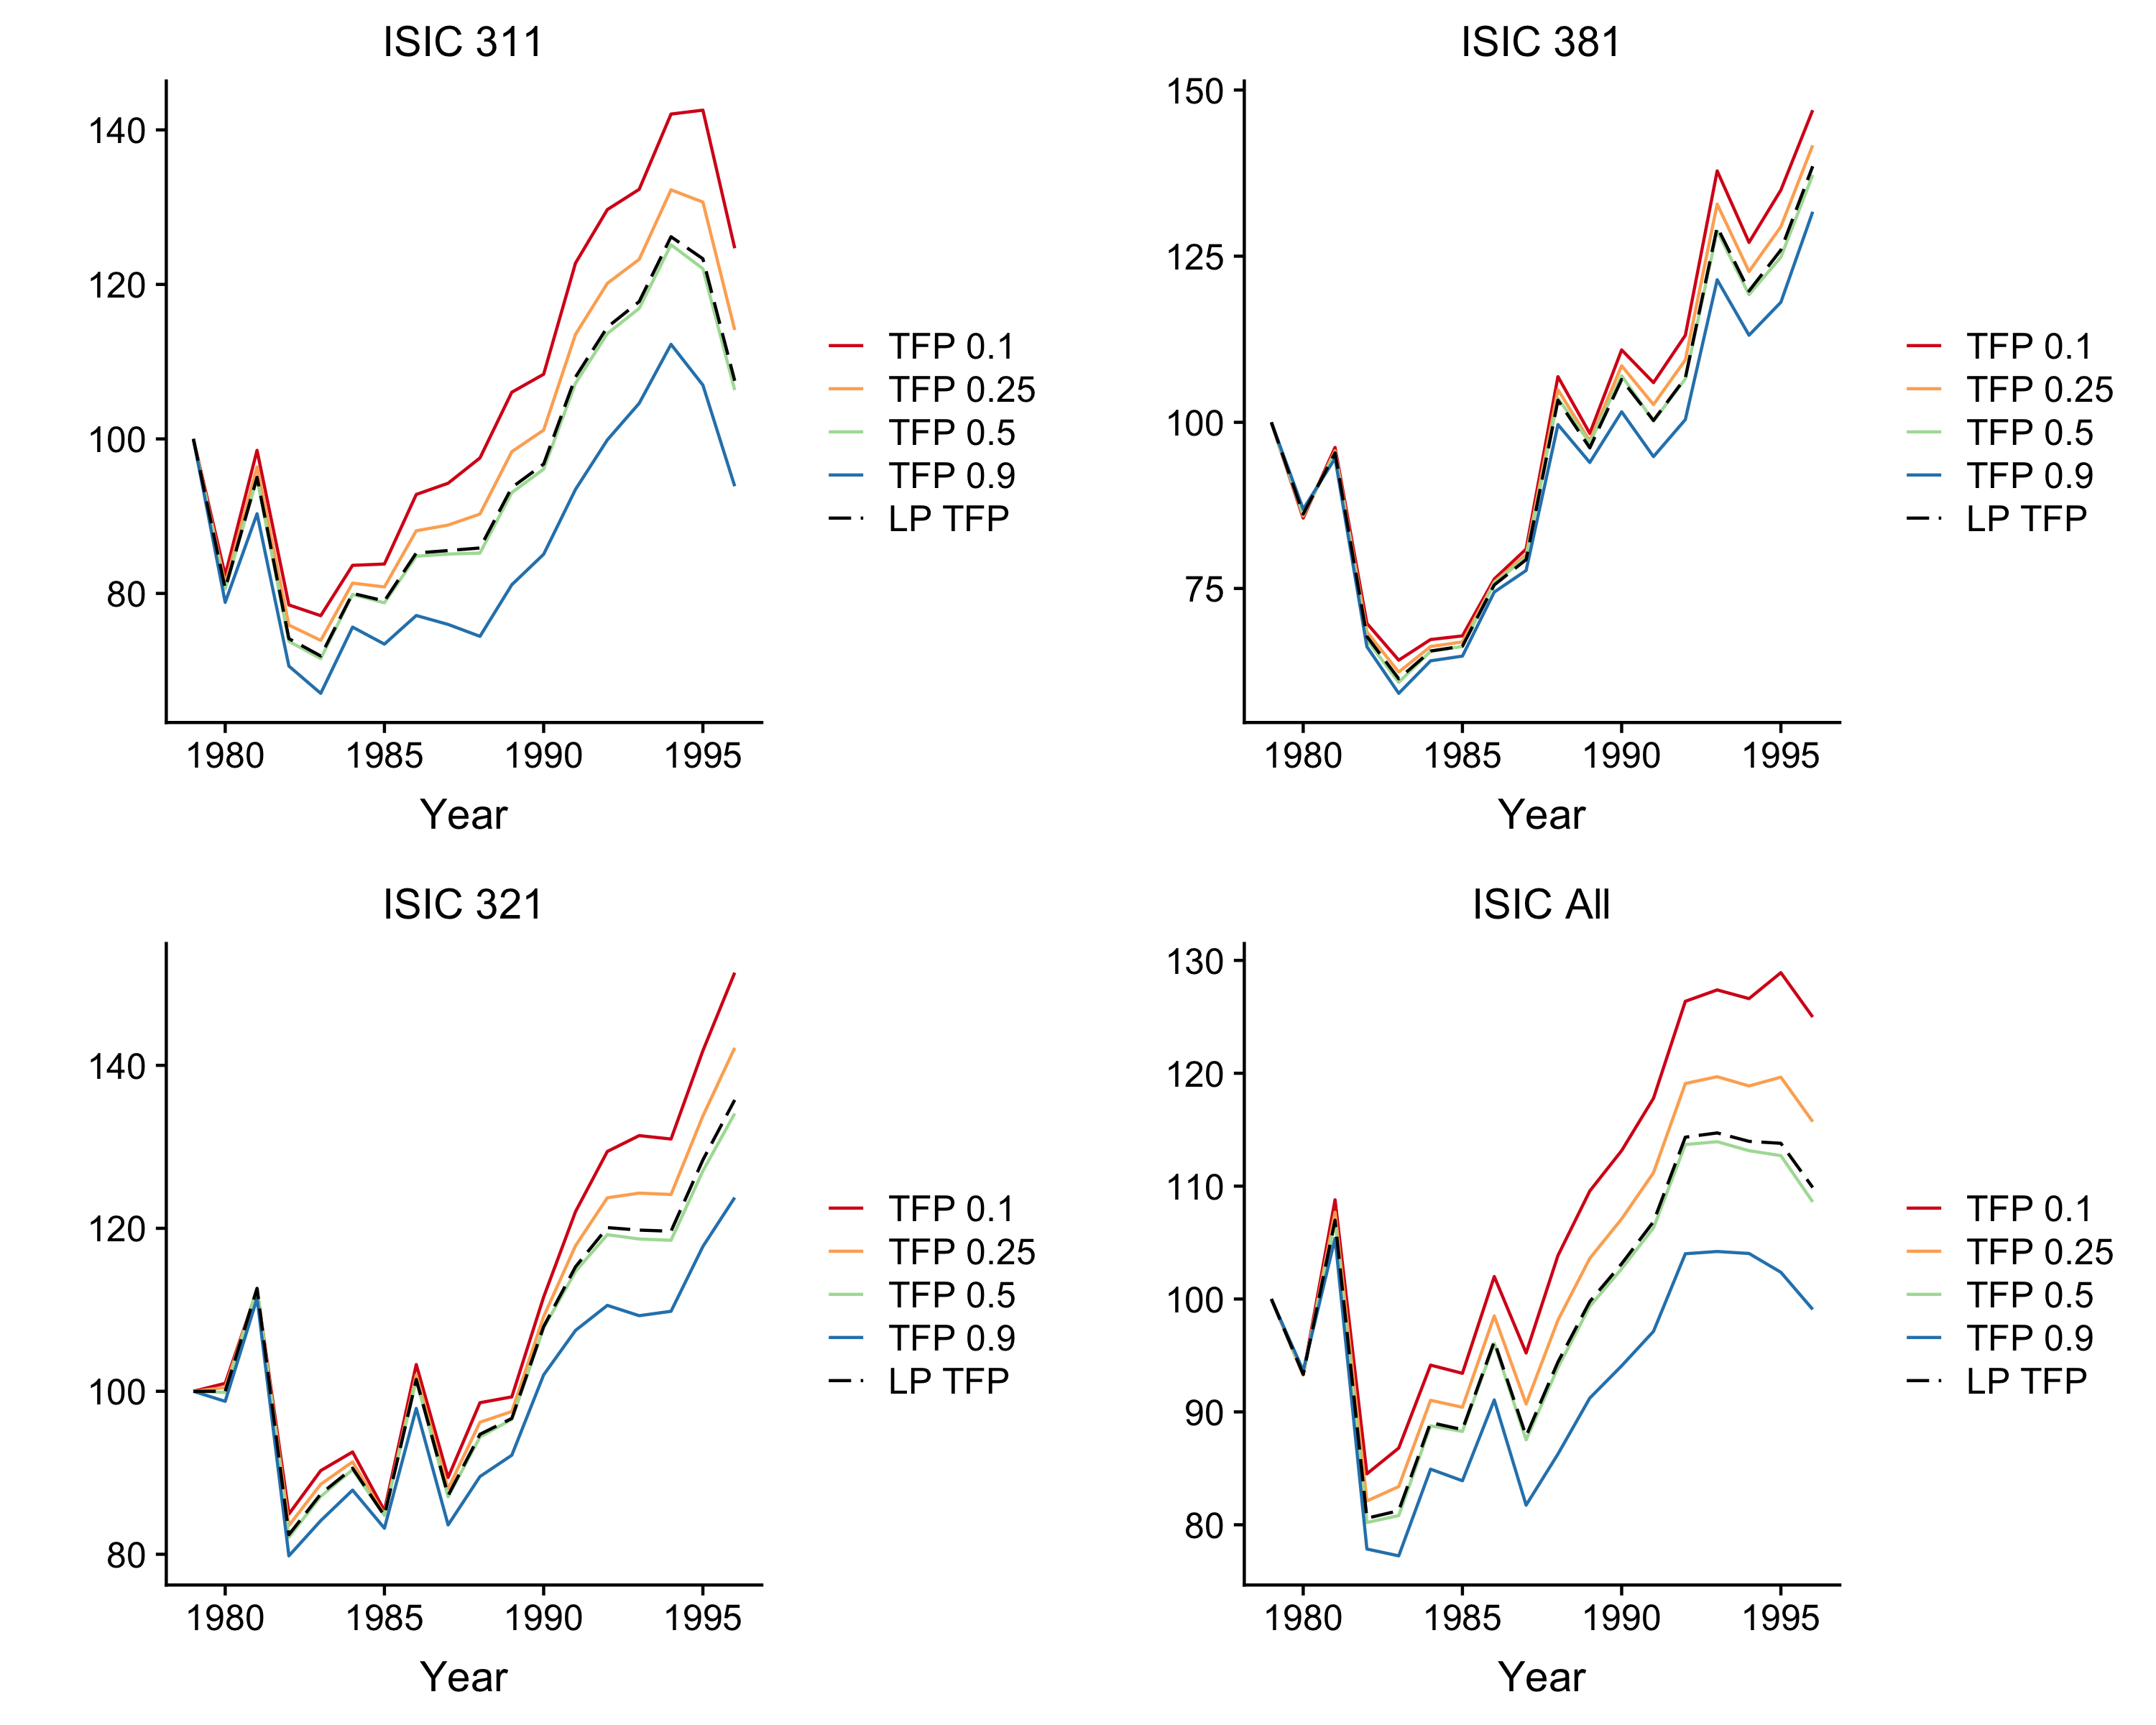 ISIC 311
140
120
100
80
1980 1985 1990 1995
Year
TFP 0.1
TFP 0.25
TFP 0.5
TFP 0.9
LP TFP
ISIC 381
150
125
100
75
1980 1985 1990 1995
Year
TFP 0.1
TFP 0.25
TFP 0.5
TFP 0.9
LP TFP
ISIC 321
140
120
100
80
1980 1985 1990 1995
Year
TFP 0.1
TFP 0.25
TFP 0.5
TFP 0.9
LP TFP
ISIC All
130
120
110
100
90
80
1980 1985 1990 1995
Year
TFP 0.1
TFP 0.25
TFP 0.5
TFP 0.9
LP TFP